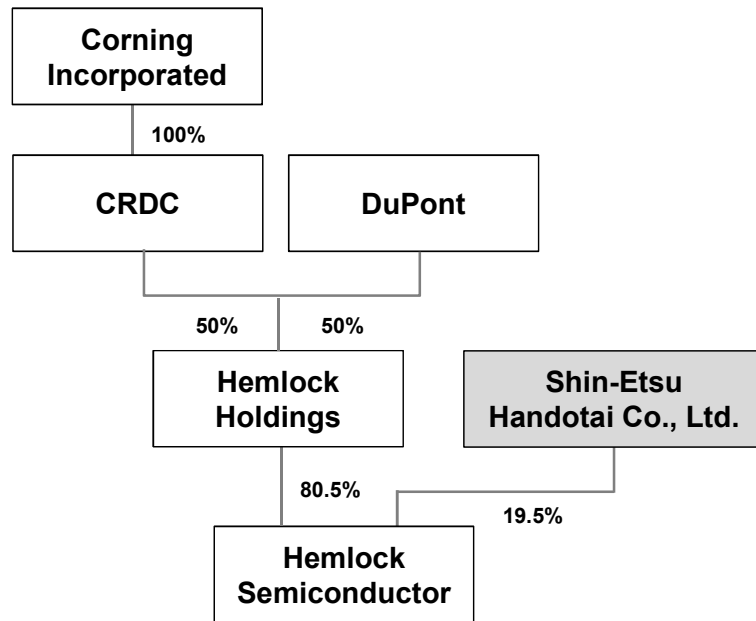 Corning
Incorporated
100%
CRDC
DuPont
50%
50%
Hemlock
Holdings
Shin-Etsu
Handotai Co., Ltd.
80.5%
19.5%
Hemlock
Semiconductor